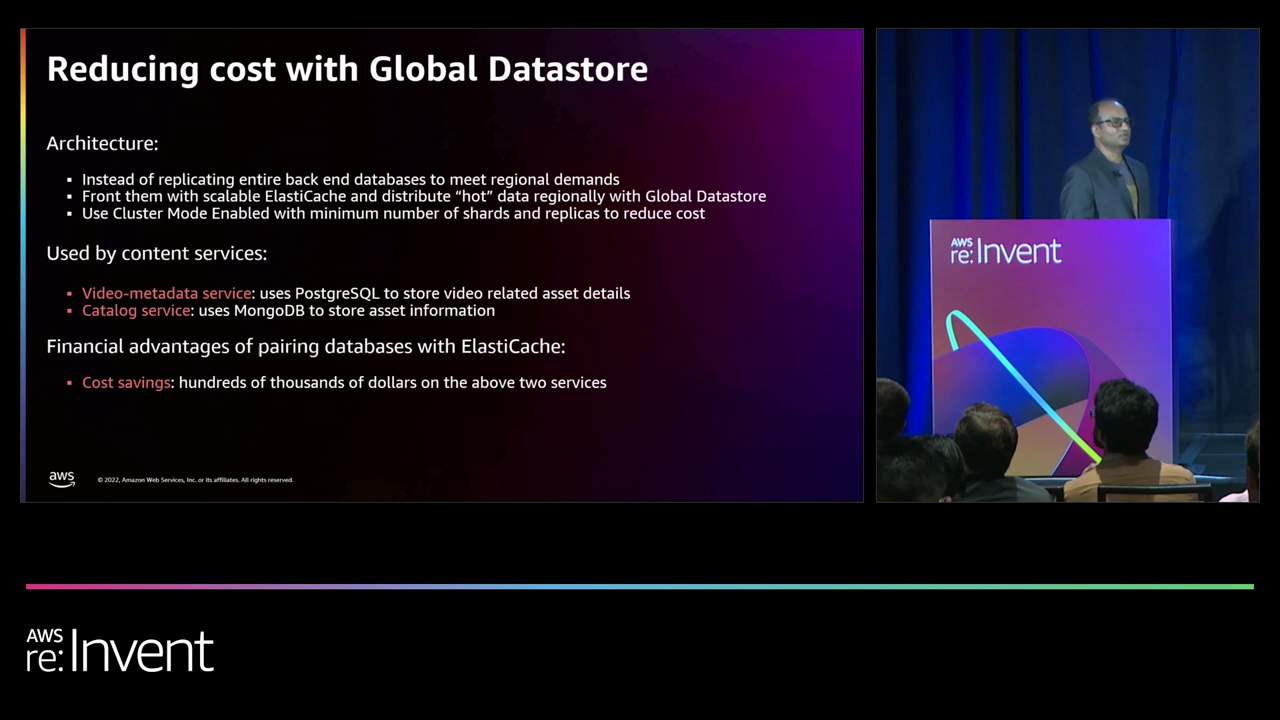 Reducing cost with Global Datastore
Architecture:
▪ Instead of replicating entire back end databases to meet regional demands
▪ Front them with scalable ElastiCache and distribute “hot” data regionally with Global Datastore
▪ Use Cluster Mode Enabled with minimum number of shards and replicas to reduce cost
Used by content services:
▪ Video-metadata service: uses PostgreSQL to store video related asset details
▪ Catalog service: uses MongoDB to store asset information
Financial advantages of pairing databases with ElastiCache:
▪ Cost savings: hundreds of thousands of dollars on the above two services
aws
© 2022, Amazon Web Services, Inc. or its affiliates. All rights reserved.
AWS
re:Invent
AWS
re:Invent